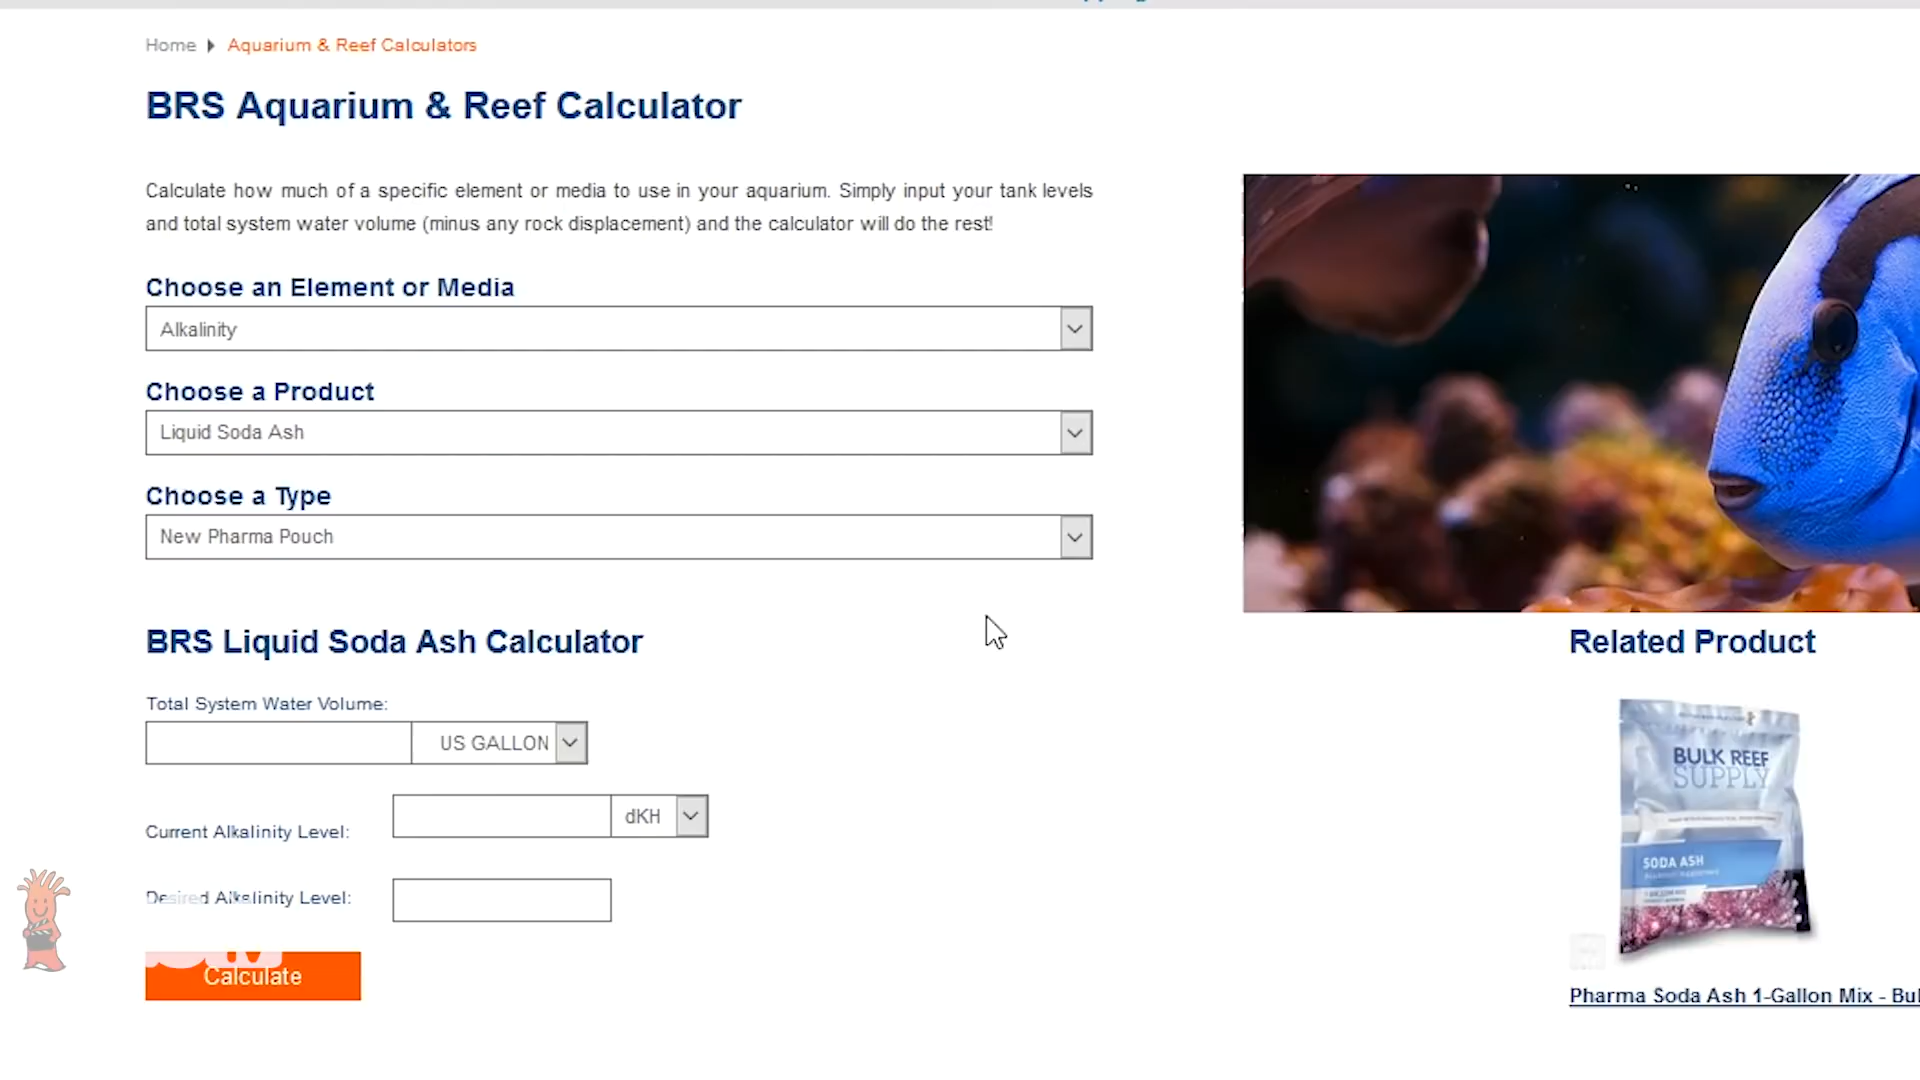 Home Aquarium & Reef Calculators
BRS Aquarium & Reef Calculator
Calculate how much of a specific element or media to use in your aquarium. Simply input your tank levels
and total system water volume (minus any rock displacement) and the calculator will do the rest!
Choose an Element or Media
Alkalinity
Choose a Product
Liquid Soda Ash
Choose a Type
New Pharma Pouch
BRS Liquid Soda Ash Calculator
Total System Water Volume:
US GALLON
Current Alkalinity Level:
dKH
Desired Alkalinity Level:
Calculate
Related Product
BULK REEF
SUPPLY
SODA ASH
Pharma Soda Ash 1-Gallon Mix - Bul